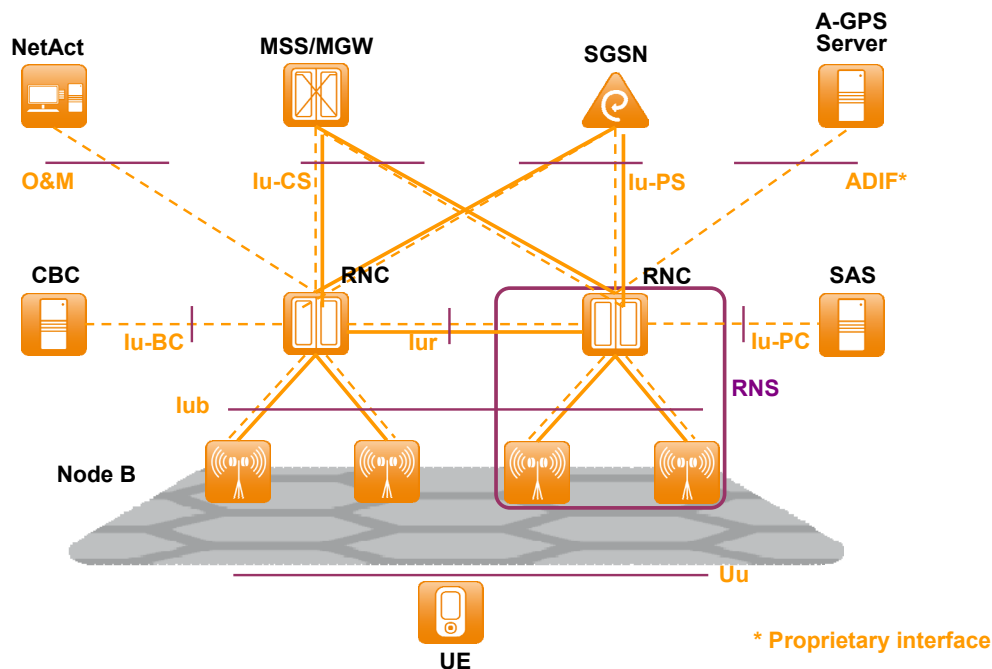 A-GPS
Server
NetAct
MSS/MGW
SGSN
O&M
Iu-CS
Iu-PS
ADIF*
CBC
RNC
RNC
SAS
Iu-BC
Iur
Iu-PC
RNS
Iub
Node B
Uu
UE
* Proprietary interface